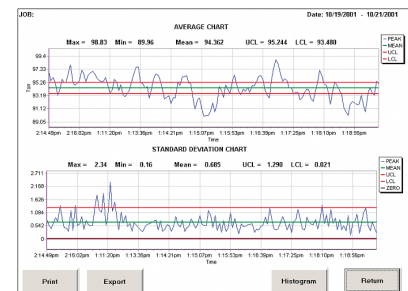 JOB:
Date: 10/19/2001 - 10/21/2001
AVERAGE CHART
Max = 98.83 Min = 89.96 Mean = 94.362 UCL = 95.244 LCL = 93.480
PEAK
MEAN
UCL
LCL
99.4
97.33
95.26
93.19
91.12
89.05
Ton
2:14:49pm 2:16:02pm 1:11:20pm 1:13:36pm 1:14:21pm 1:15:07pm 1:15:53pm 1:16:39pm 1:17:25pm 1:18:10pm 1:18:56pm
Time
STANDARD DEVIATION CHART
Max = 2.34 Min = 0.16 Mean = 0.685 UCL = 1.290 LCL = 0.021
PEAK
MEAN
UCL
LCL
ZERO
2.711
2.168
1.626
1.084
0.542
0
Ton
2:14:49pm 2:16:02pm 1:11:20pm 1:13:36pm 1:14:21pm 1:15:07pm 1:15:53pm 1:16:39pm 1:17:25pm 1:18:10pm 1:18:56pm
Time
Print Export Histogram Return